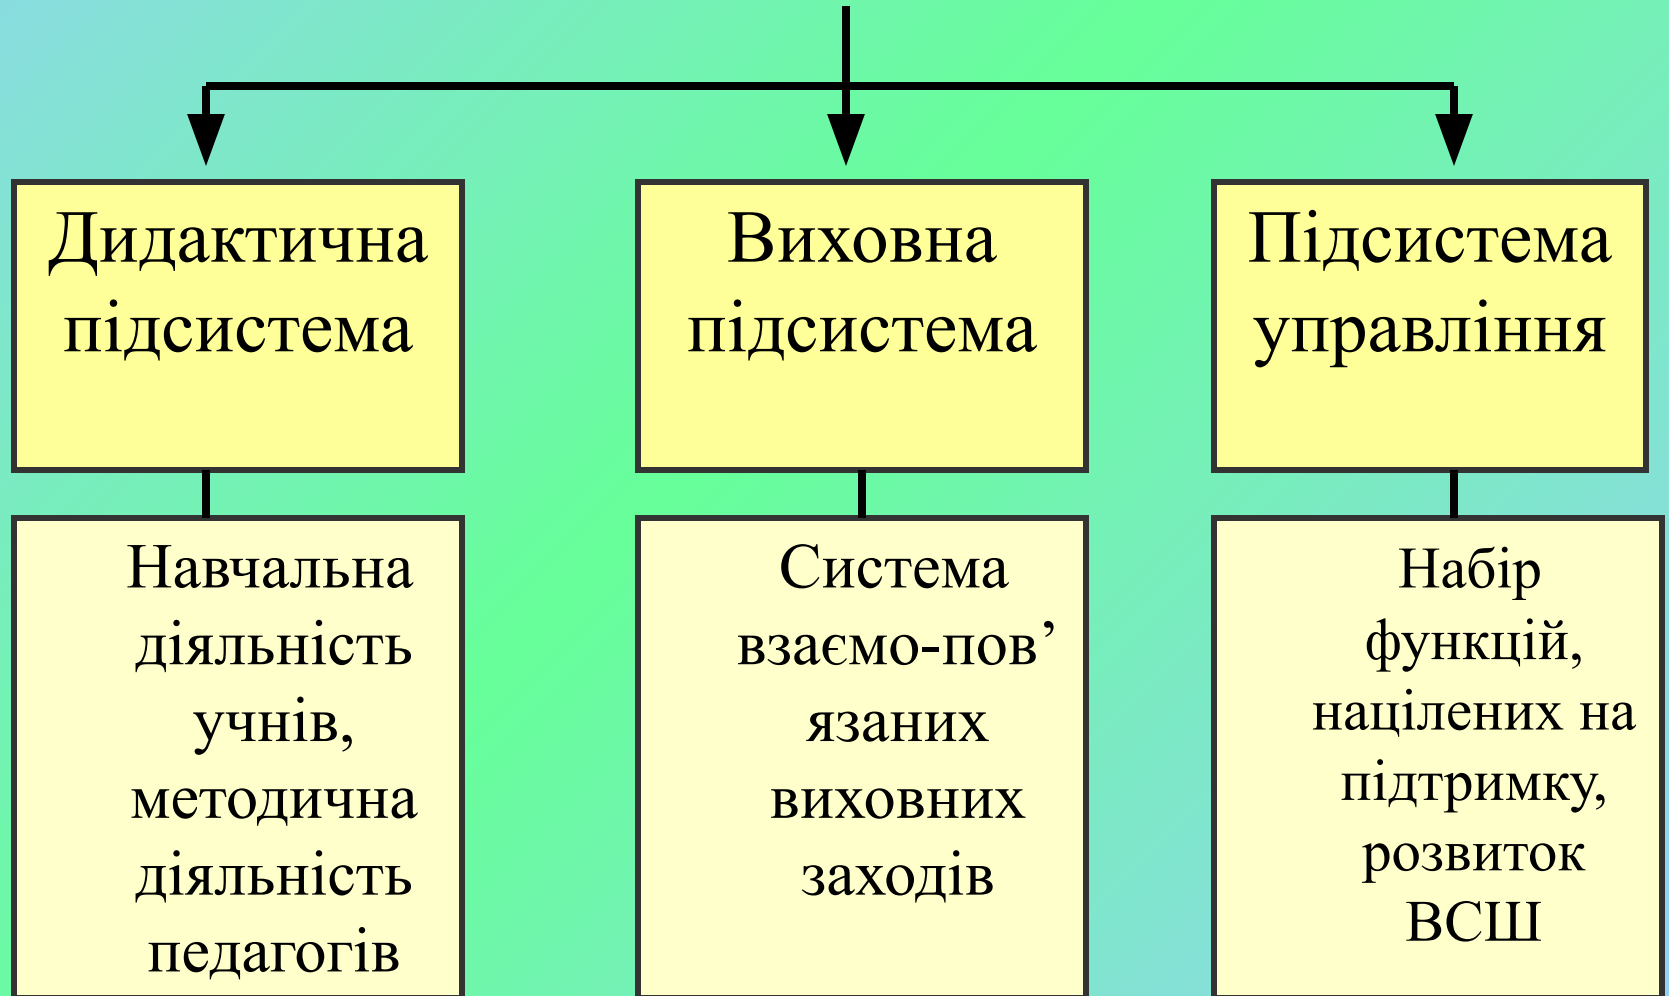 Дидактична
підсистема
Виховна
підсистема
Підсистема
управління
Навчальна
діяльність
учнів,
методична
діяльність
педагогів
Система
взаємо-пов’
язаних
виховних
заходів
Набір
функцій,
націлених на
підтримку,
розвиток
ВСШ